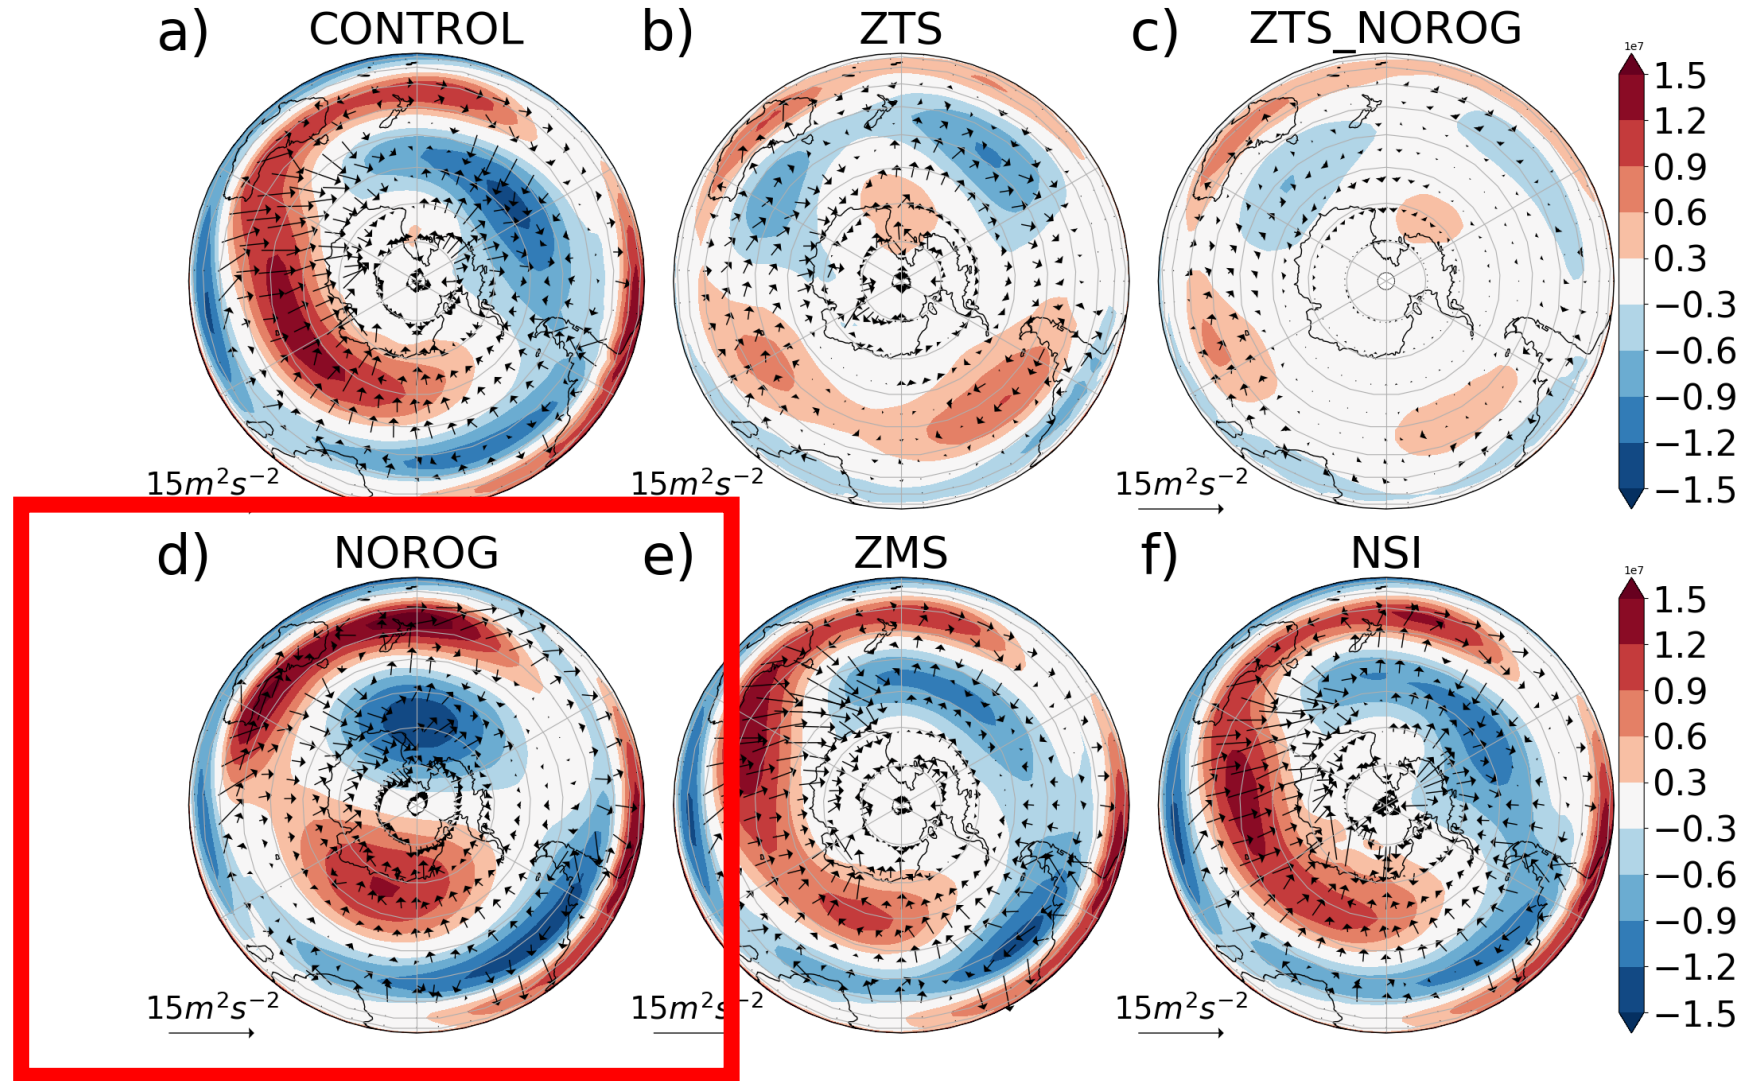 a) CONTROL
b) ZTS
c) ZTS_NOROG
1e7
1.5
1.2
0.9
0.6
0.3
−0.3
−0.6
−0.9
−1.2
−1.5
15m²s⁻²
15m²s⁻²
15m²s⁻²
d) NOROG
e) ZMS
f) NSI
1e7
1.5
1.2
0.9
0.6
0.3
−0.3
−0.6
−0.9
−1.2
−1.5
15m²s⁻²
15m²s⁻²
15m²s⁻²